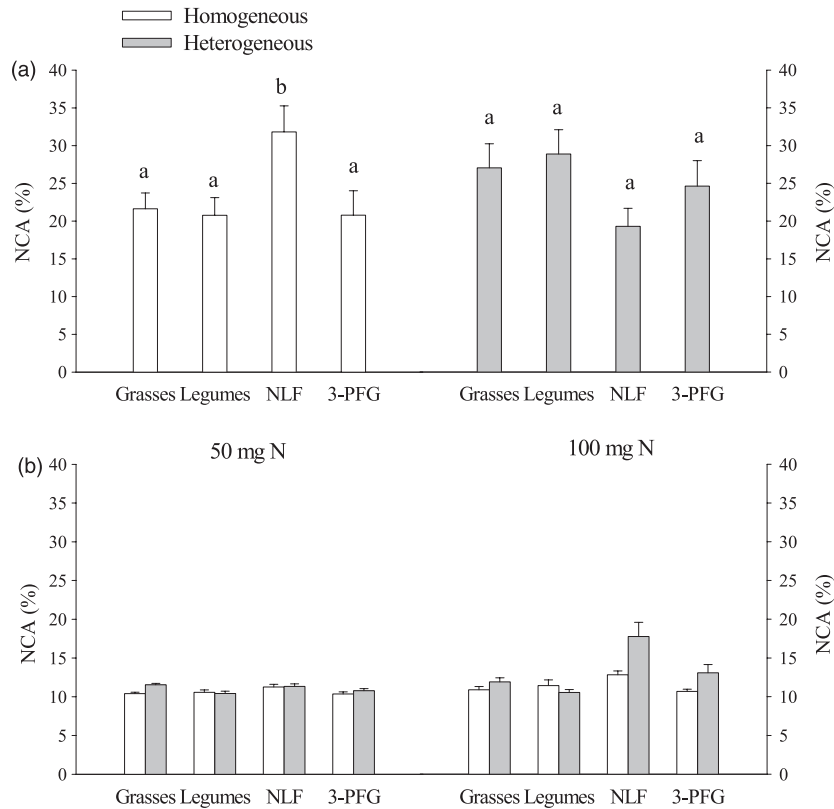 Homogeneous
Heterogeneous
(a)
40
35
30
25
20
15
10
5
0
NCA (%)
a
a
b
a
a
a
a
a
40
35
30
25
20
15
10
5
0
NCA (%)
Grasses Legumes NLF 3-PFG Grasses Legumes NLF 3-PFG
(b)
50 mg N
100 mg N
40
35
30
25
20
15
10
5
0
NCA (%)
40
35
30
25
20
15
10
5
0
NCA (%)
Grasses Legumes NLF 3-PFG Grasses Legumes NLF 3-PFG